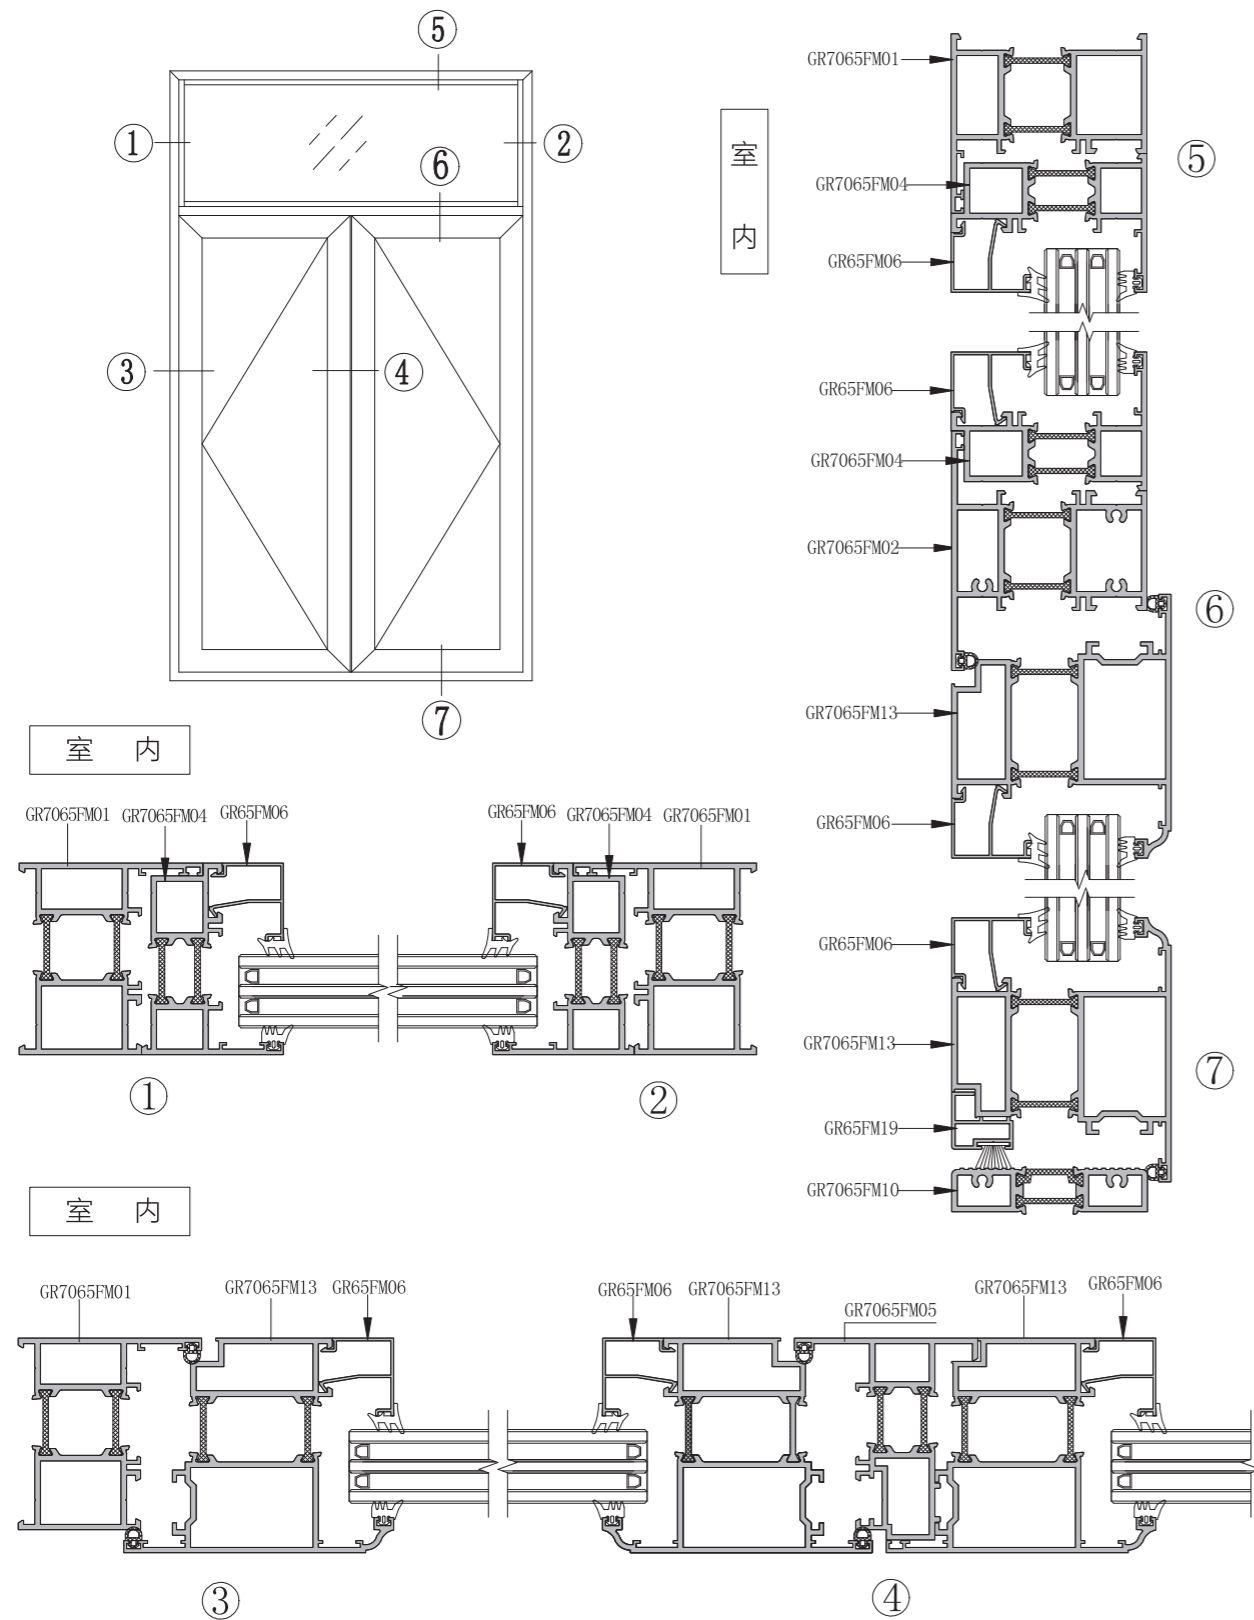 ⑤
①
②
⑥
③
④
⑦
室内
GR7065FM01
GR7065FM04
GR65FM06
⑤
GR65FM06
GR7065FM04
GR7065FM02
⑥
GR7065FM13
GR65FM06
GR65FM06
GR7065FM13
⑦
GR65FM19
GR7065FM10
室 内
GR7065FM01 GR7065FM04 GR65FM06
①
GR65FM06 GR7065FM04 GR7065FM01
②
室 内
GR7065FM01 GR7065FM13 GR65FM06
③
GR65FM06 GR7065FM13 GR7065FM05 GR7065FM13 GR65FM06
④